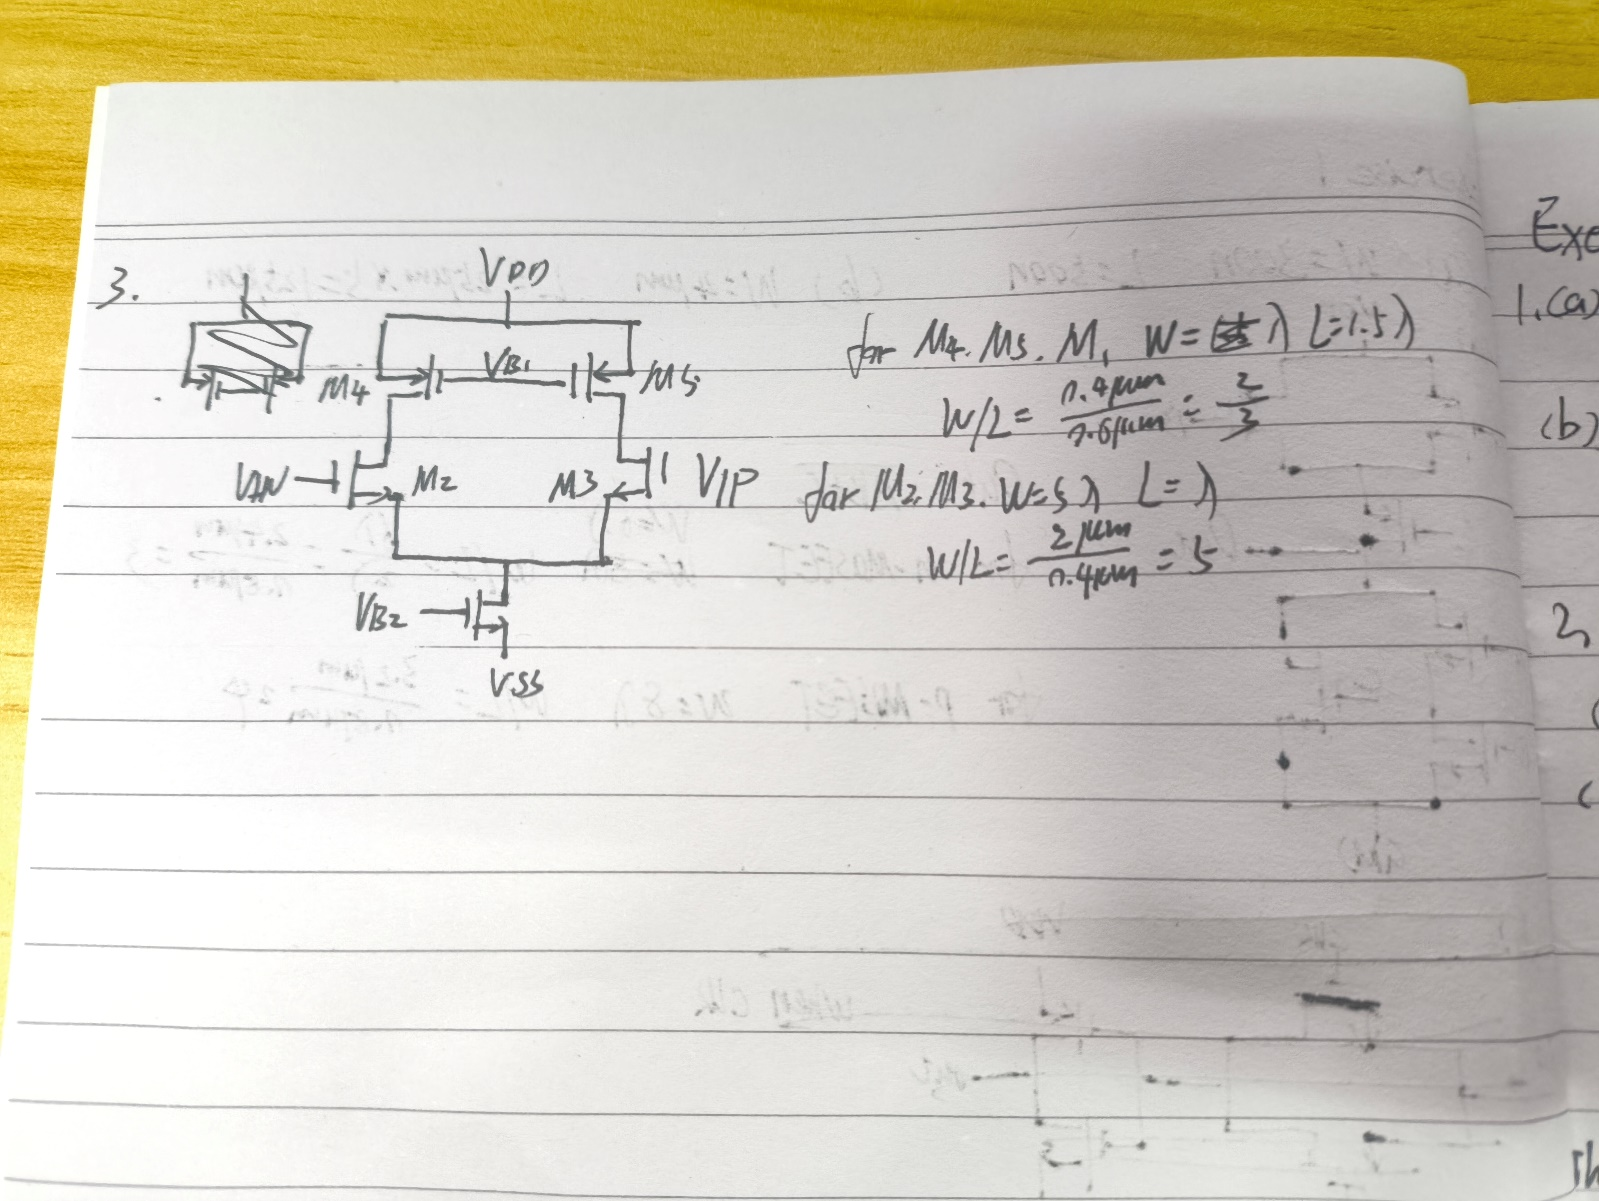 3.
VDD
M4
VB1
M5
for M4. M5. M1 W= λ L=1.5λ
W/L= 0.4μm / 0.6μm = 2/3
VIN
M2
M3
VIP
for M2. M3. W=5λ L=λ
W/L= 2μm / 0.4μm = 5
VB2
VSS
Exe
1.(a)
(b)
2,
(
(
Th